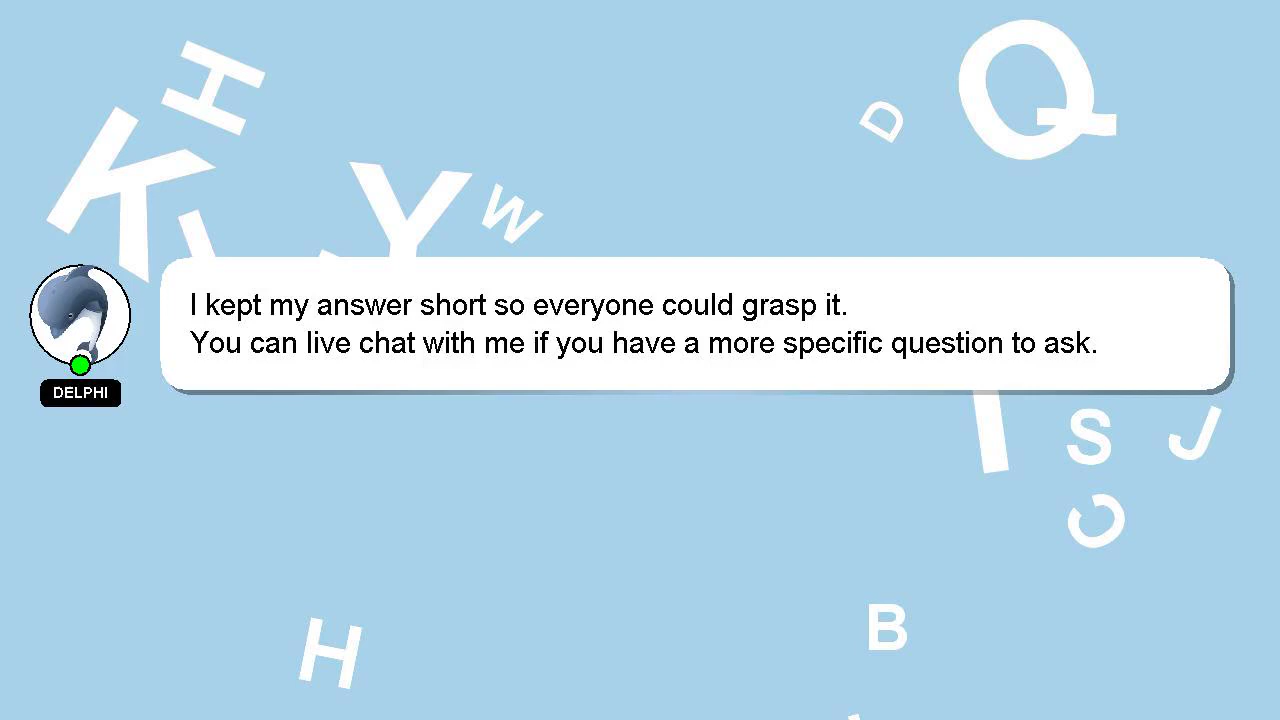 H
Q
D
K
Y
W
I kept my answer short so everyone could grasp it.
You can live chat with me if you have a more specific question to ask.
DELPHI
S
J
C
B
H